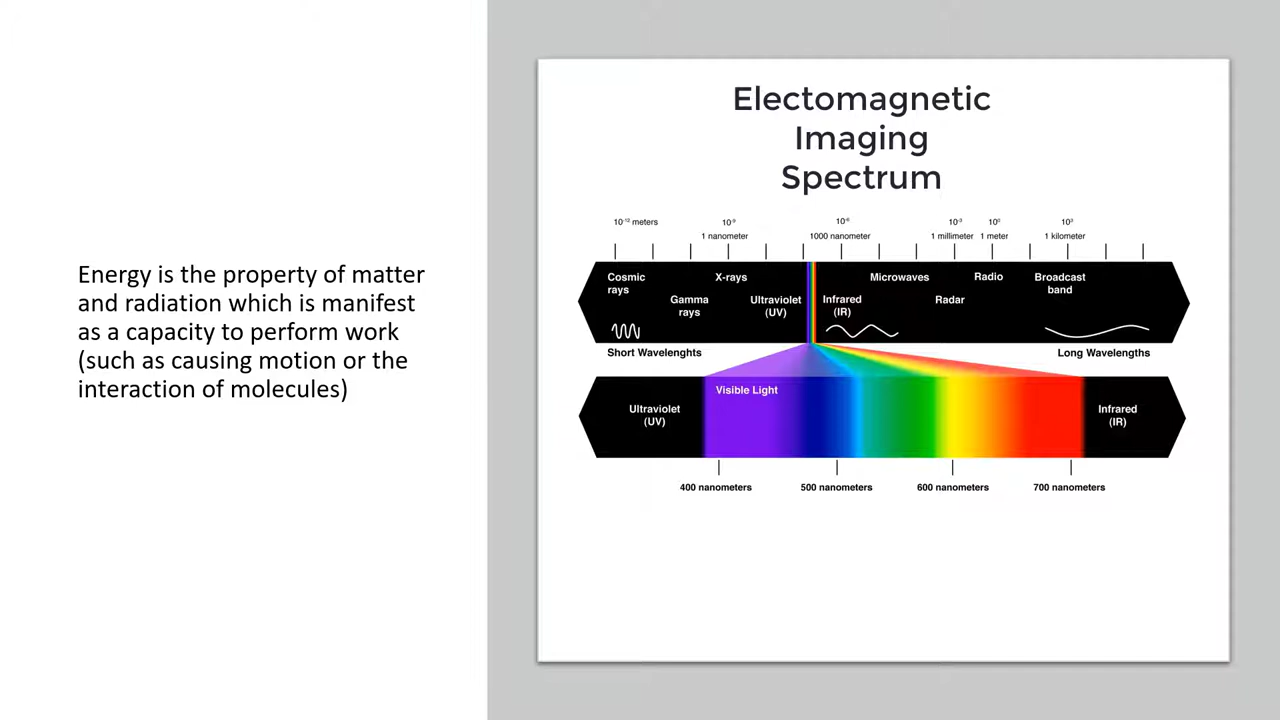 Energy is the property of matter
and radiation which is manifest
as a capacity to perform work
(such as causing motion or the
interaction of molecules)
Electomagnetic
Imaging
Spectrum
10⁻¹² meters 10⁻⁹ 10⁻⁶ 10⁻³ 10⁰ 10³
1 nanometer 1000 nanometer 1 millimeter 1 meter 1 kilometer
Cosmic
rays
Gamma
rays
X-rays
Ultraviolet
(UV)
Infrared
(IR)
Microwaves
Radar
Radio
Broadcast
band
Short Wavelenghts Long Wavelengths
Ultraviolet
(UV)
Visible Light
Infrared
(IR)
400 nanometers 500 nanometers 600 nanometers 700 nanometers